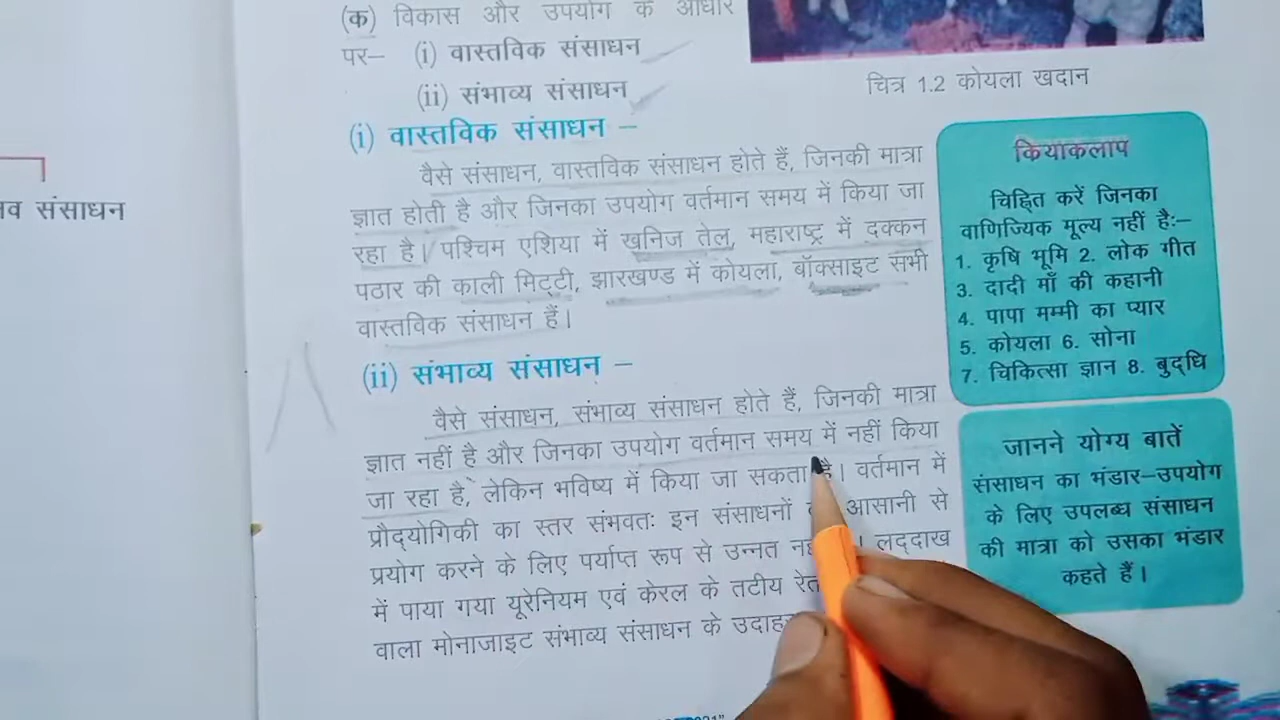 नव संसाधन
(क) विकास और उपयोग के आधार
पर– (i) वास्तविक संसाधन
(ii) संभाव्य संसाधन
(i) वास्तविक संसाधन –
वैसे संसाधन, वास्तविक संसाधन होते हैं, जिनकी मात्रा
ज्ञात होती है और जिनका उपयोग वर्तमान समय में किया जा
रहा है। पश्चिम एशिया में खनिज तेल, महाराष्ट्र में दक्कन
पठार की काली मिट्टी, झारखण्ड में कोयला, बॉक्साइट सभी
वास्तविक संसाधन हैं।
(ii) संभाव्य संसाधन –
वैसे संसाधन, संभाव्य संसाधन होते हैं, जिनकी मात्रा
ज्ञात नहीं है और जिनका उपयोग वर्तमान समय में नहीं किया
जा रहा है, लेकिन भविष्य में किया जा सकता है। वर्तमान में
प्रौद्योगिकी का स्तर संभवतः इन संसाधनों आसानी से
प्रयोग करने के लिए पर्याप्त रूप से उन्नत । लद्दाख
में पाया गया यूरेनियम एवं केरल के तटीय
वाला मोनाजाइट संभाव्य संसाधन के
चित्र 1.2 कोयला खदान
कियाकलाप
चिह्नित करें जिनका
वाणिज्यिक मूल्य नहीं है:–
1. कृषि भूमि 2. लोक गीत
3. दादी माँ की कहानी
4. पापा मम्मी का प्यार
5. कोयला 6. सोना
7. चिकित्सा ज्ञान 8. बुद्धि
जानने योग्य बातें
संसाधन का भंडार–उपयोग
के लिए उपलब्ध संसाधन
की मात्रा को उसका भंडार
कहते हैं।